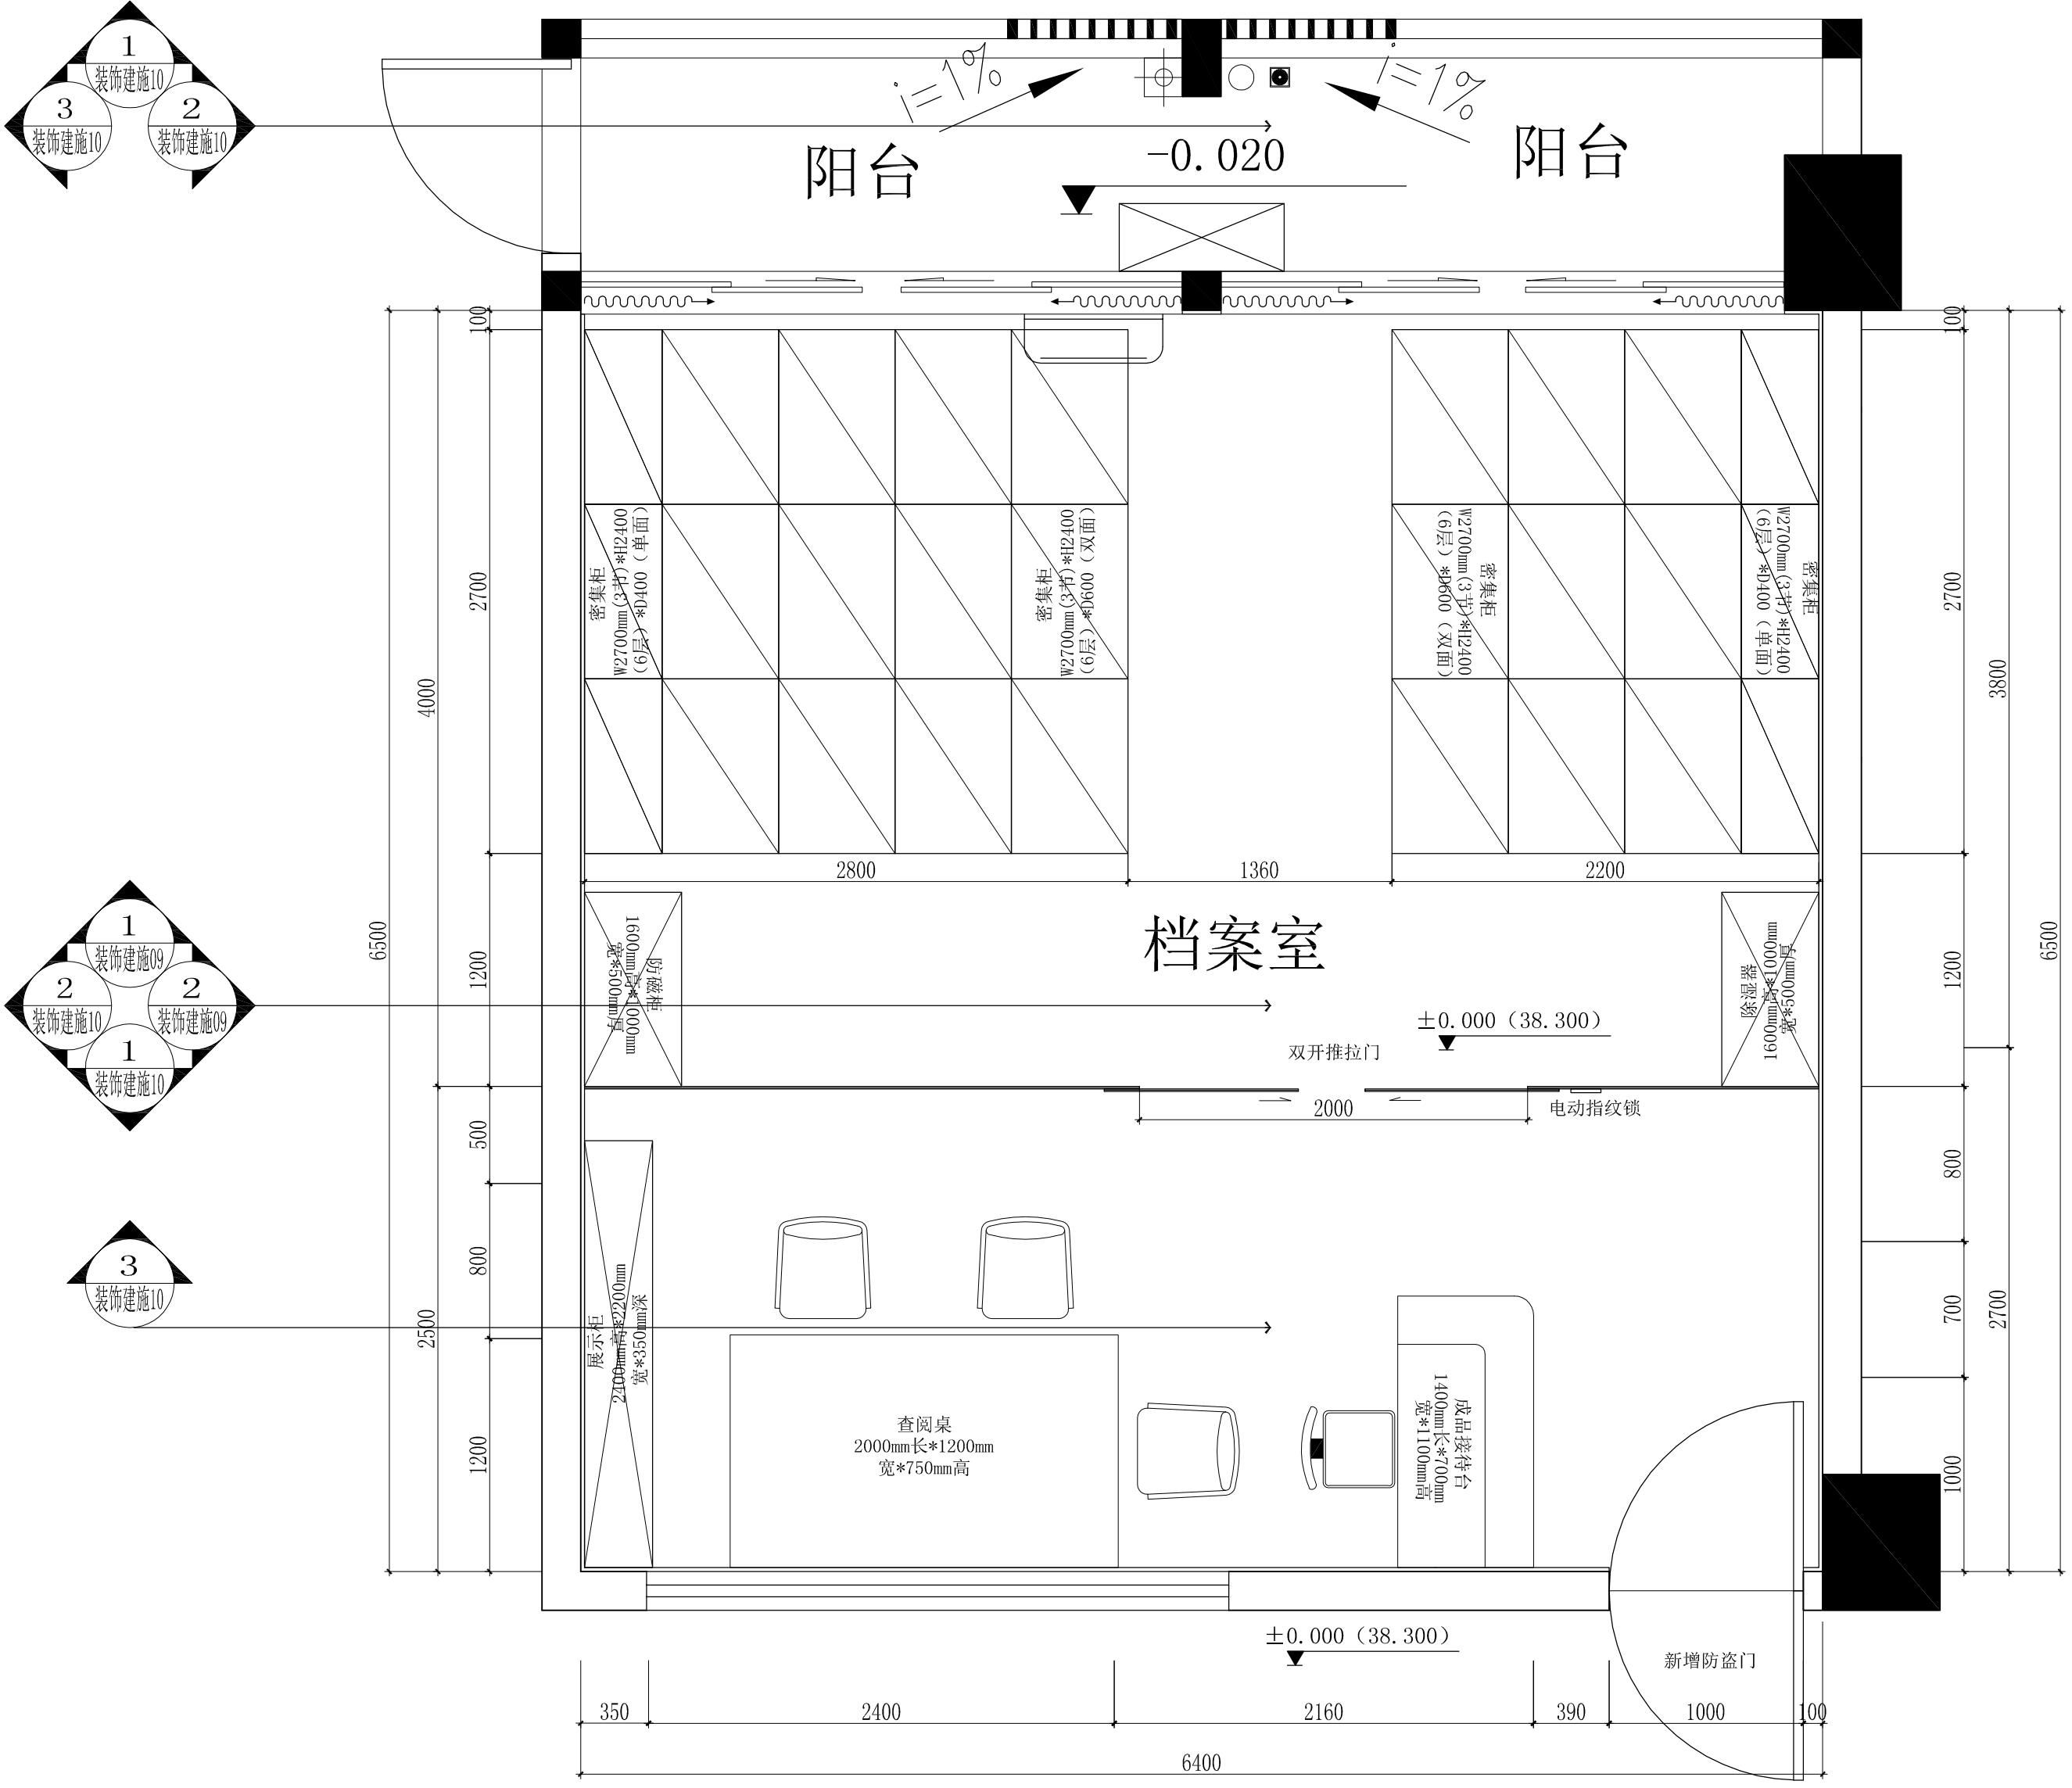 1
装饰建施10
3
装饰建施10
2
装饰建施10
i=1%
i=1%
阳台
-0.020
阳台
100
100
密集柜
W2700mm(3节)*H2400
(6层)*D400(单面)
密集柜
W2700mm(3节)*H2400
(6层)*D600(双面)
密集柜
W2700mm(3节)*H2400
(6层)*D600(双面)
密集柜
W2700mm(3节)*H2400
(6层)*D400(单面)
2700
2700
4000
3800
2800
1360
2200
1
装饰建施09
2
装饰建施10
2
装饰建施09
1
装饰建施10
6500
6500
1200
1200
防磁柜
1600mm高*1000mm
宽*500mm厚
档案室
除湿器
1600mm高*1000mm
宽*500mm厚
±0.000(38.300)
双开推拉门
2000
电动指纹锁
500
800
800
700
2500
2700
1200
1000
3
装饰建施10
展示柜
2400mm高*2200mm
宽*350mm深
查阅桌
2000mm长*1200mm
宽*750mm高
成品接待台
1400mm长*700mm
宽*1100mm高
±0.000(38.300)
新增防盗门
350
2400
2160
390
1000
100
6400